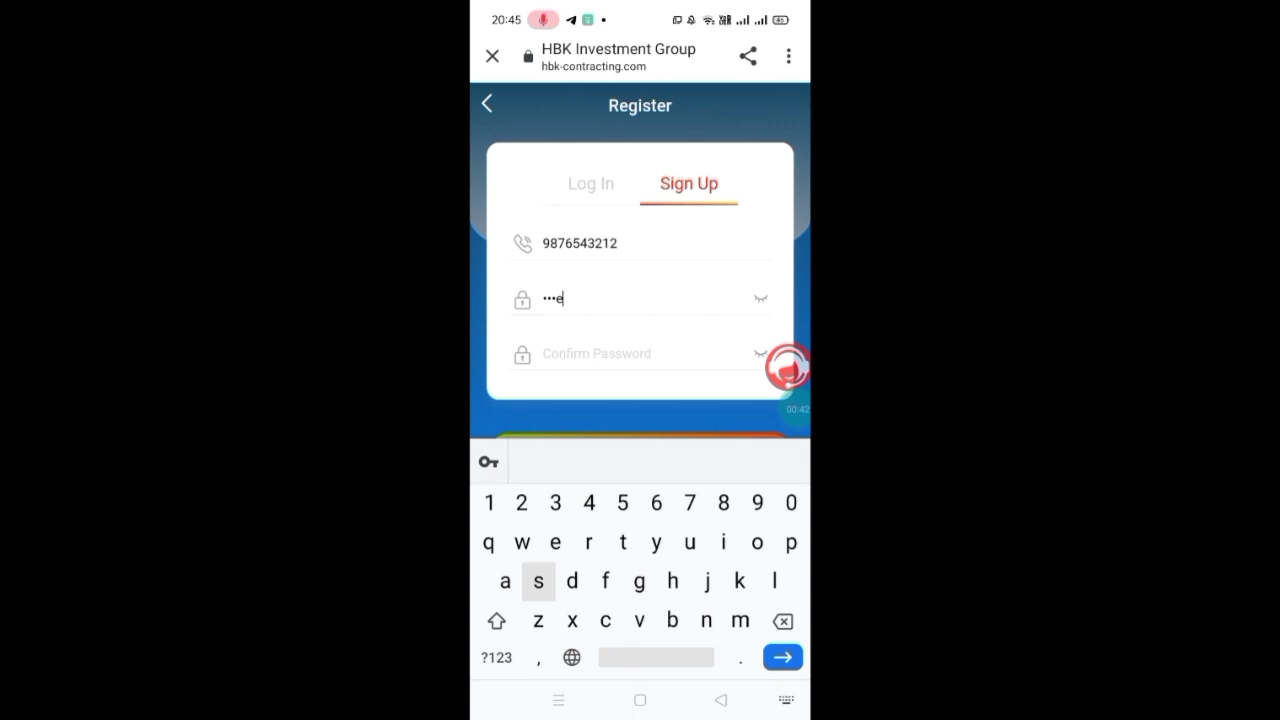 20:45
HBK Investment Group
hbk-contracting.com
Register
Log In
Sign Up
9876543212
•••e
Confirm Password
00:42
1 2 3 4 5 6 7 8 9 0
q w e r t y u i o p
a s d f g h j k l
z x c v b n m
?123 , .